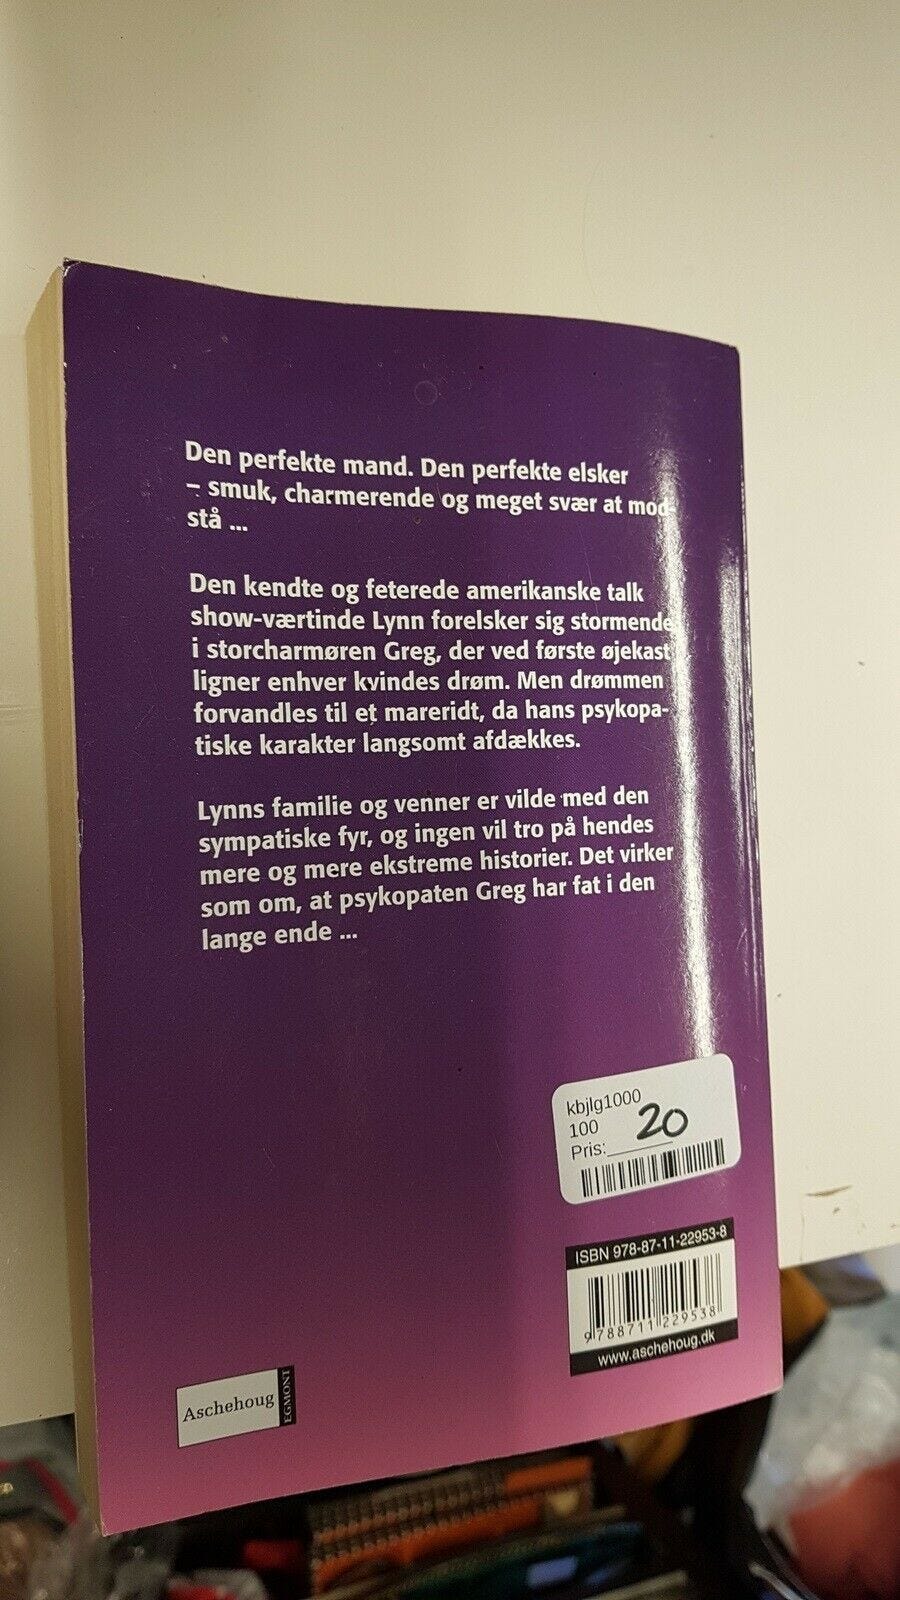 Den perfekte mand. Den perfekte elsker
– smuk, charmerende og meget svær at mod-
stå ...
Den kendte og feterede amerikanske talk
show-værtinde Lynn forelsker sig stormende
i storcharmøren Greg, der ved første øjekast
ligner enhver kvindes drøm. Men drømmen
forvandles til et mareridt, da hans psykopa-
tiske karakter langsomt afdækkes.
Lynns familie og venner er vilde med den
sympatiske fyr, og ingen vil tro på hendes
mere og mere ekstreme historier. Det virker
som om, at psykopaten Greg har fat i den
lange ende ...
kbjlg1000
100
Pris: 20
ISBN 978-87-11-22953-8
9 788711 229538
www.aschehoug.dk
Aschehoug
EGMONT